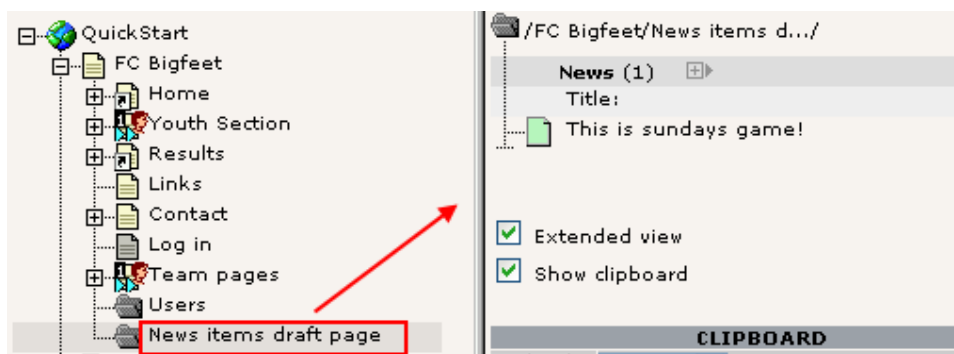 QuickStart
FC Bigfeet
Home
Youth Section
Results
Links
Contact
Log in
Team pages
Users
News items draft page
/FC Bigfeet/News items d.../
News (1)
Title:
This is sundays game!
Extended view
Show clipboard
CLIPBOARD